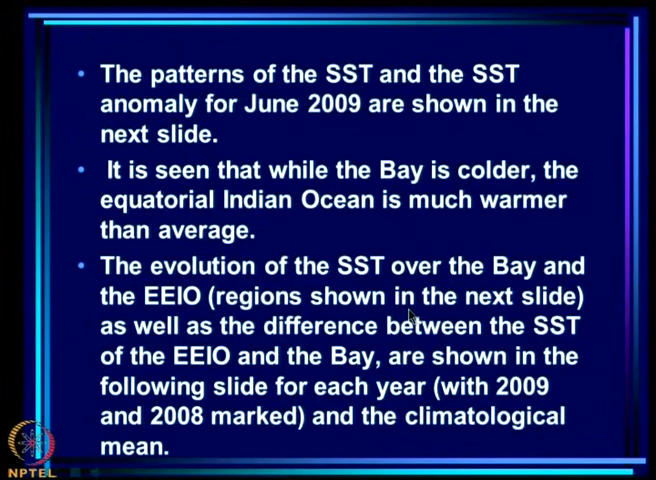 • The patterns of the SST and the SST
anomaly for June 2009 are shown in the
next slide.
• It is seen that while the Bay is colder, the
equatorial Indian Ocean is much warmer
than average.
• The evolution of the SST over the Bay and
the EEIO (regions shown in the next slide)
as well as the difference between the SST
of the EEIO and the Bay, are shown in the
following slide for each year (with 2009
and 2008 marked) and the climatological
mean.
NPTEL